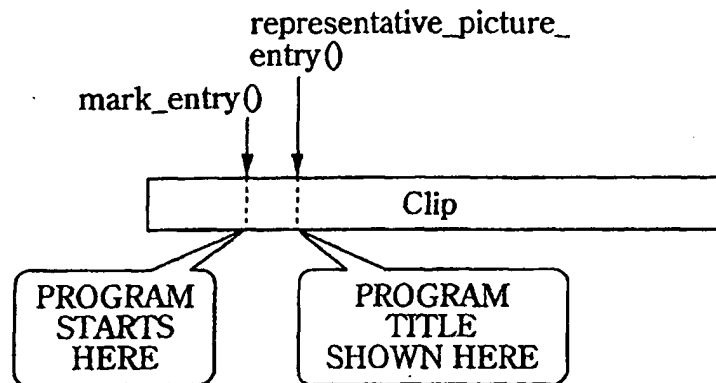 representative_picture_
entry()
mark_entry()
Clip
PROGRAM
STARTS
HERE
PROGRAM
TITLE
SHOWN HERE